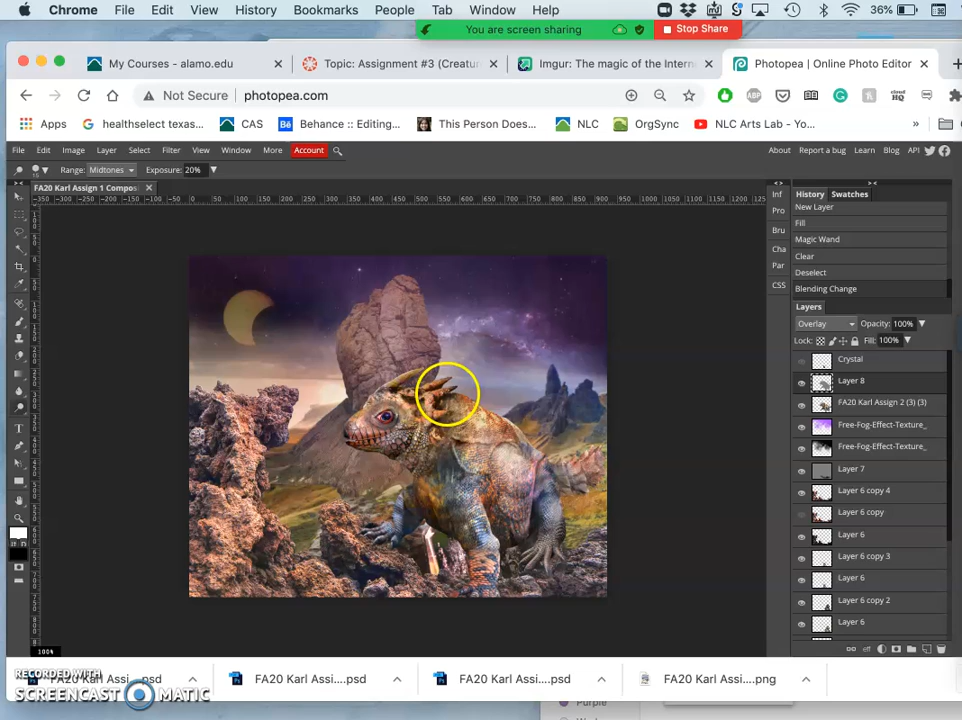 Chrome File Edit View History Bookmarks People Tab Window Help 36%
You are screen sharing Stop Share
My Courses - alamo.edu × Topic: Assignment #3 (Creatur × Imgur: The magic of the Intern × Photopea | Online Photo Editor × +
Not Secure photopea.com
Apps healthselect texas... CAS Behance :: Editing... This Person Does... NLC OrgSync NLC Arts Lab - Yo... »
File Edit Image Layer Select Filter View Window More Account About Report a bug Learn Blog API
Range: Midtones Exposure: 20%
FA20 Karl Assign 1 Composi
Inf
Pro
Bru
Cha
Par
CSS
History Swatches
New Layer
Fill
Magic Wand
Clear
Deselect
Blending Change
Layers
Overlay Opacity: 100%
Lock: Fill: 100%
Crystal
Layer 8
FA20 Karl Assign 2 (3) (3)
Free-Fog-Effect-Texture_
Free-Fog-Effect-Texture_
Layer 7
Layer 6 copy 4
Layer 6 copy
Layer 6
Layer 6 copy 3
Layer 6
Layer 6 copy 2
Layer 6
100%
RECORDED WITH
SCREENCAST MATIC
FA20 Karl Assi....psd FA20 Karl Assi....psd FA20 Karl Assi....png
Purple